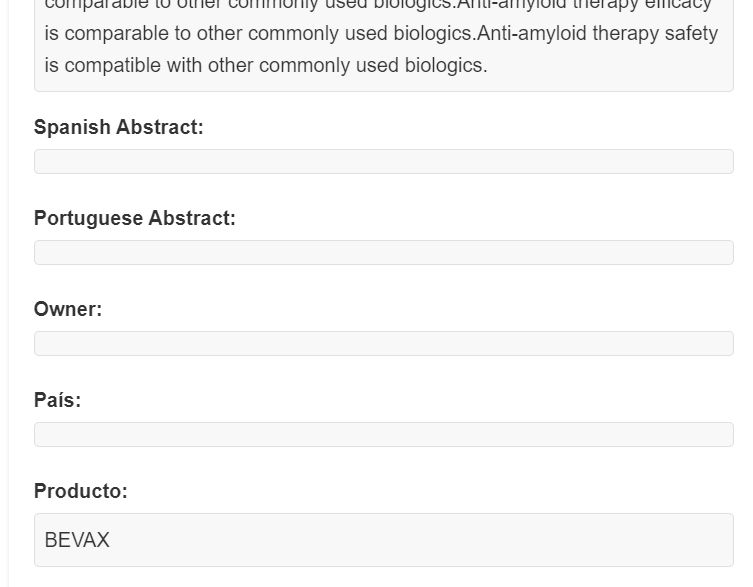 comparable to other commonly used biologics.Anti-amyloid therapy efficacy
is comparable to other commonly used biologics.Anti-amyloid therapy safety
is compatible with other commonly used biologics.
Spanish Abstract:
Portuguese Abstract:
Owner:
País:
Producto:
BEVAX